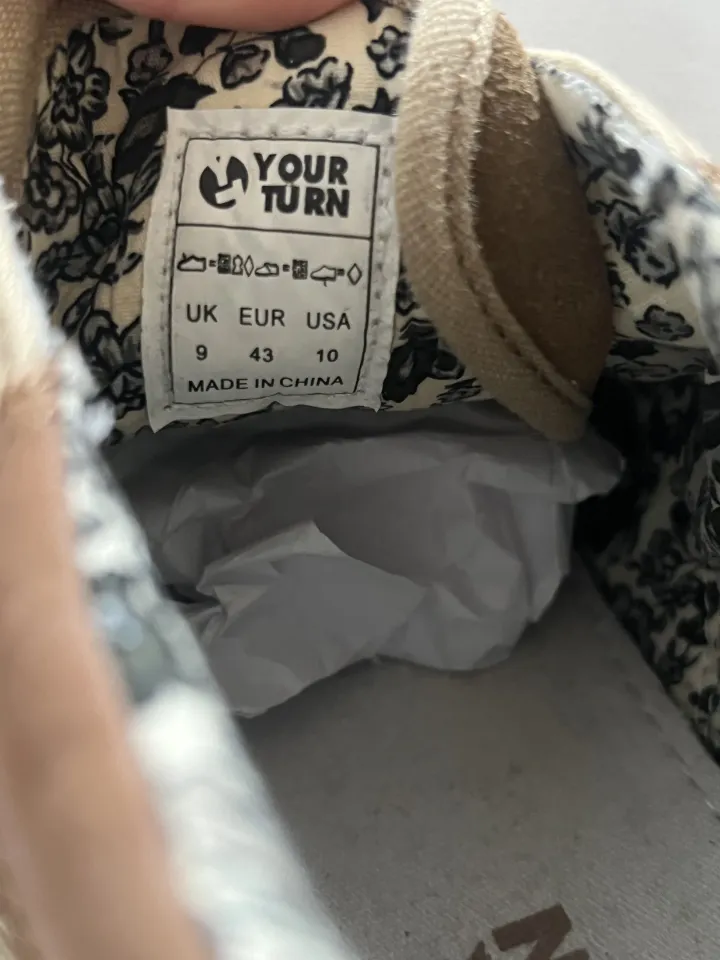 YOUR
TURN
UK EUR USA
9 43 10
MADE IN CHINA